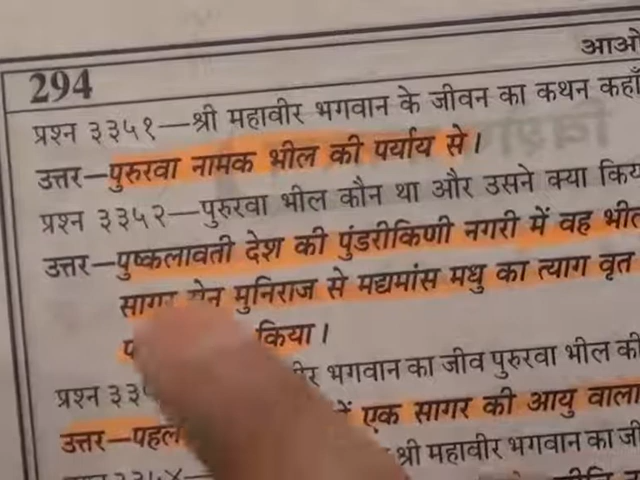 आओ
294
प्रश्न ३३५१—श्री महावीर भगवान के जीवन का कथन कहाँ
उत्तर—पुरुरवा नामक भील की पर्याय से।
प्रश्न ३३५२—पुरुरवा भील कौन था और उसने क्या किय
उत्तर—पुष्कलावती देश की पुंडरीकिणी नगरी में वह भील
सागर सेन मुनिराज से मद्यमांस मधु का त्याग वृत
किया।
प्रश्न ३३५ भगवान का जीव पुरुरवा भील की
उत्तर—पहले में एक सागर की आयु वाला
श्री महावीर भगवान का जी